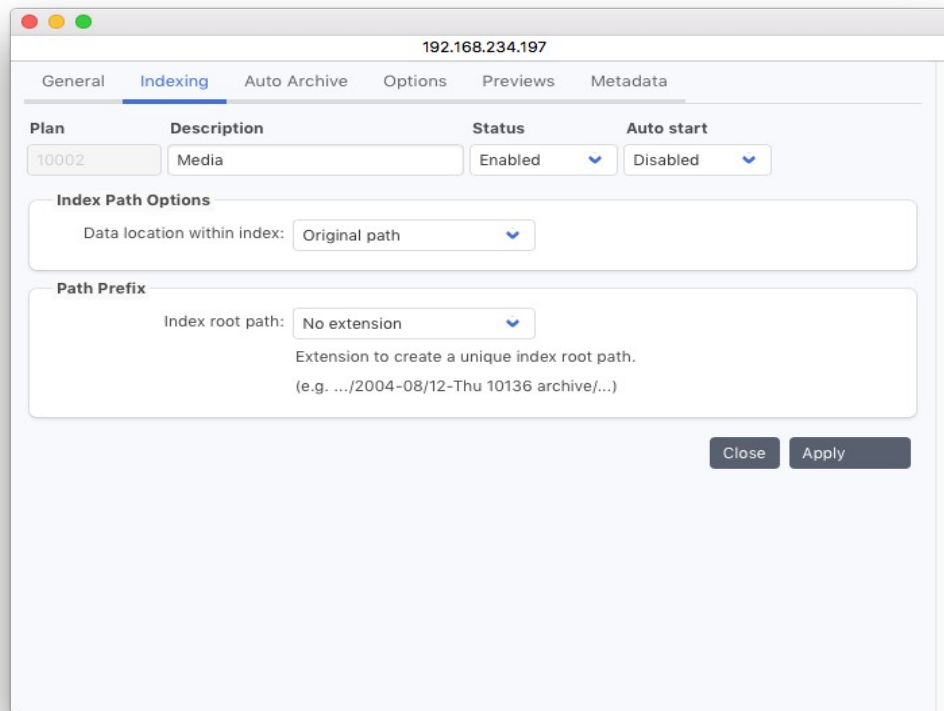 192.168.234.197
General Indexing Auto Archive Options Previews Metadata
Plan Description Status Auto start
10002 Media Enabled Disabled
Index Path Options
Data location within index: Original path
Path Prefix
Index root path: No extension
Extension to create a unique index root path.
(e.g. .../2004-08/12-Thu 10136 archive/...)
Close Apply